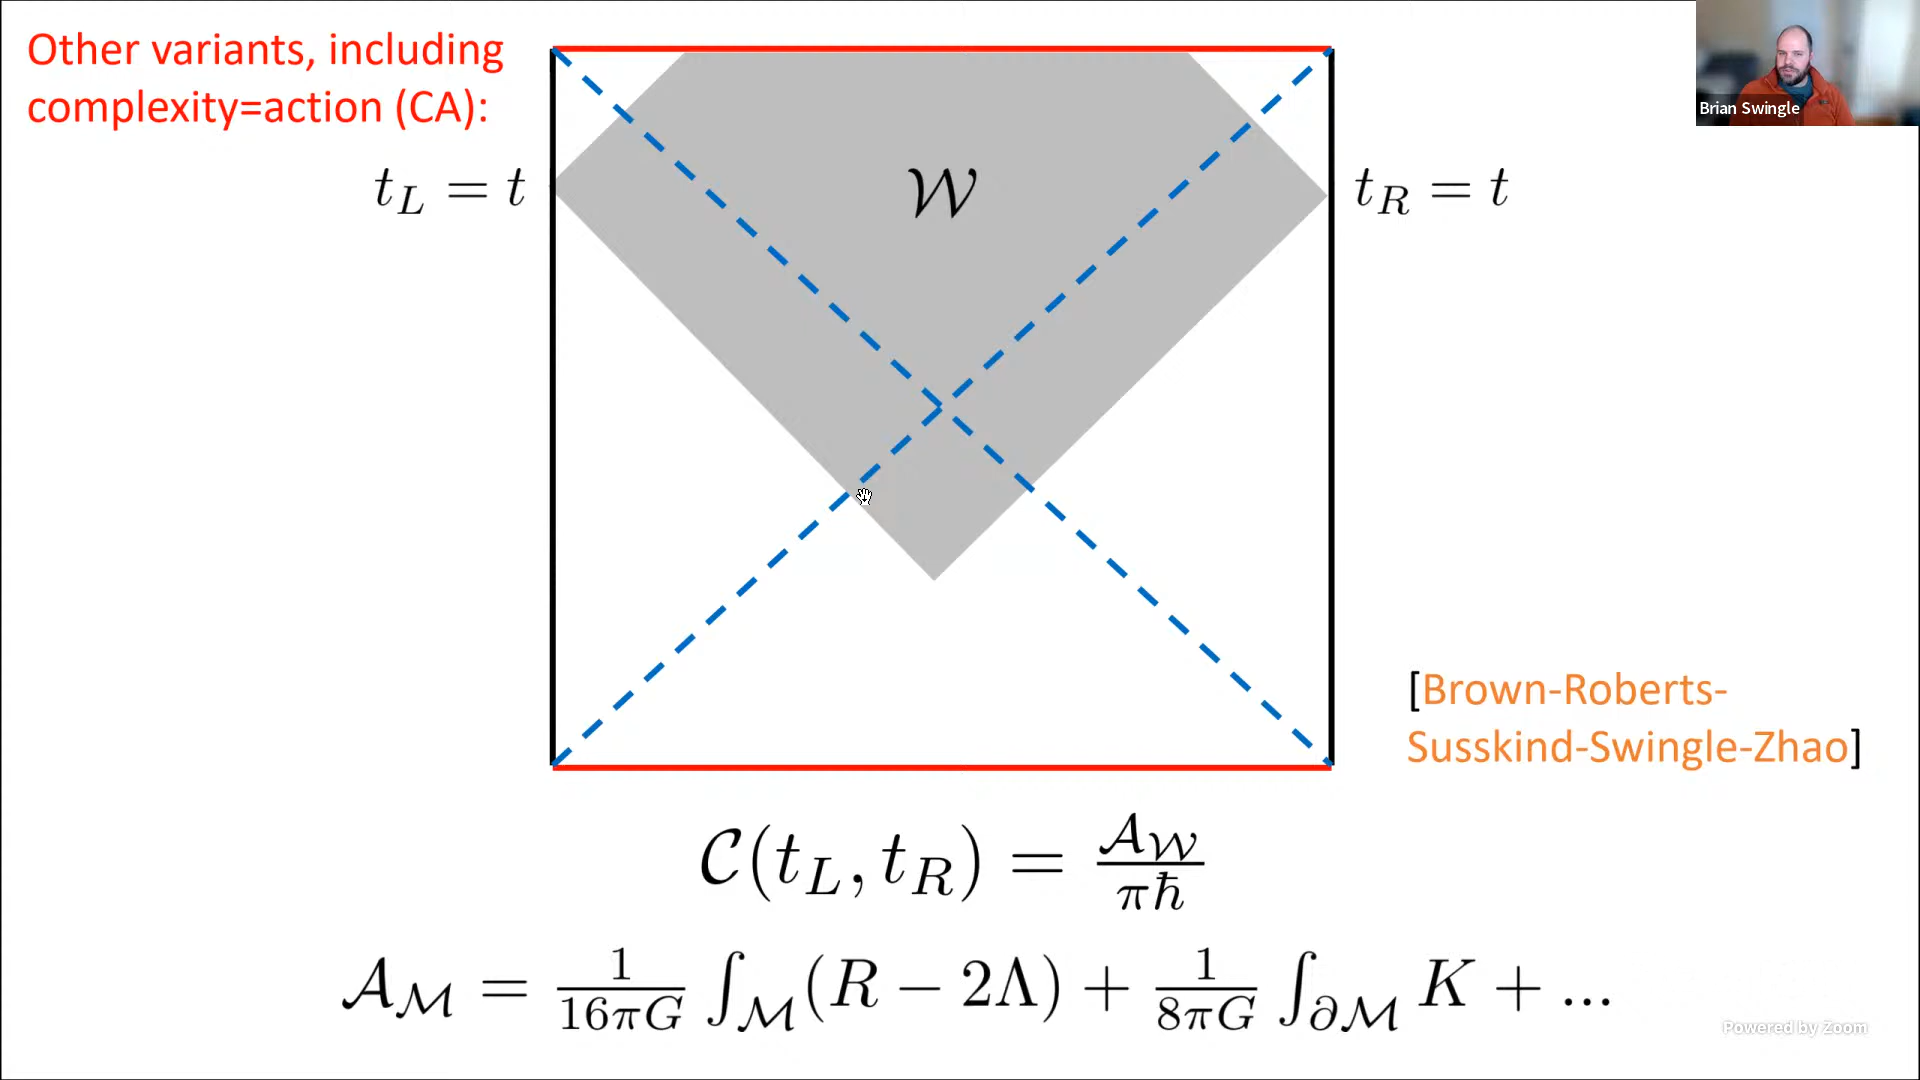 Other variants, including
complexity=action (CA):
Brian Swingle
t_L = t
𝒲
t_R = t
[Brown-Roberts-
Susskind-Swingle-Zhao]
𝒞(t_L, t_R) = 𝒜_𝒲 / πħ
𝒜_ℳ = 1/16πG ∫_ℳ (R − 2Λ) + 1/8πG ∫_∂ℳ K + ...
Powered by Zoom